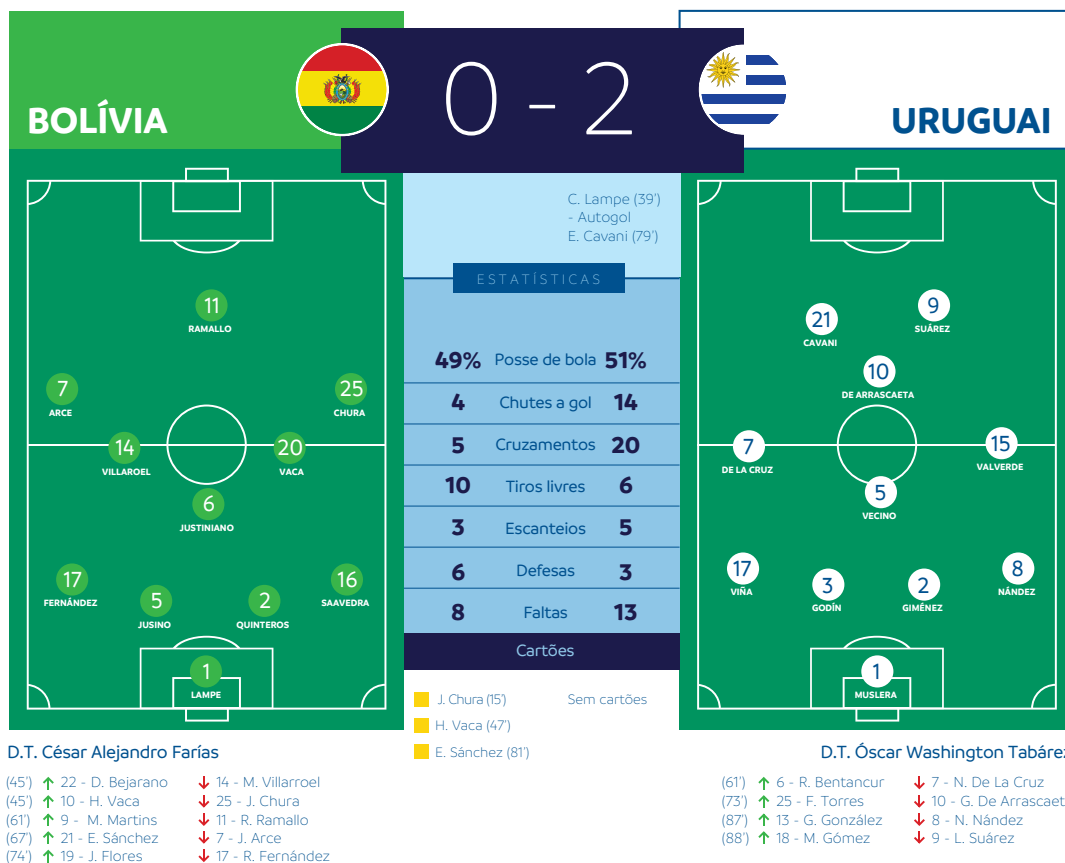 BOLÍVIA
0 - 2
URUGUAI
C. Lampe (39')
- Autogol
E. Cavani (79')
ESTATÍSTICAS
49% Posse de bola 51%
4 Chutes a gol 14
5 Cruzamentos 20
10 Tiros livres 6
3 Escanteios 5
6 Defesas 3
8 Faltas 13
Cartões
J. Chura (15') Sem cartões
H. Vaca (47')
E. Sánchez (81')
11
RAMALLO
7
ARCE
25
CHURA
14
VILLAROEL
20
VACA
6
JUSTINIANO
17
FERNÁNDEZ
16
SAAVEDRA
5
JUSINO
2
QUINTEROS
1
LAMPE
9
SUÁREZ
21
CAVANI
10
DE ARRASCAETA
7
DE LA CRUZ
15
VALVERDE
5
VECINO
17
VIÑA
8
NÁNDEZ
3
GODÍN
2
GIMÉNEZ
1
MUSLERA
D.T. César Alejandro Farías
(45') ↑ 22 - D. Bejarano ↓ 14 - M. Villarroel
(45') ↑ 10 - H. Vaca ↓ 25 - J. Chura
(61') ↑ 9 - M. Martins ↓ 11 - R. Ramallo
(67') ↑ 21 - E. Sánchez ↓ 7 - J. Arce
(74') ↑ 19 - J. Flores ↓ 17 - R. Fernández
D.T. Óscar Washington Tabárez
(61') ↑ 6 - R. Bentancur ↓ 7 - N. De La Cruz
(73') ↑ 25 - F. Torres ↓ 10 - G. De Arrascaet
(87') ↑ 13 - G. González ↓ 8 - N. Nández
(88') ↑ 18 - M. Gómez ↓ 9 - L. Suárez